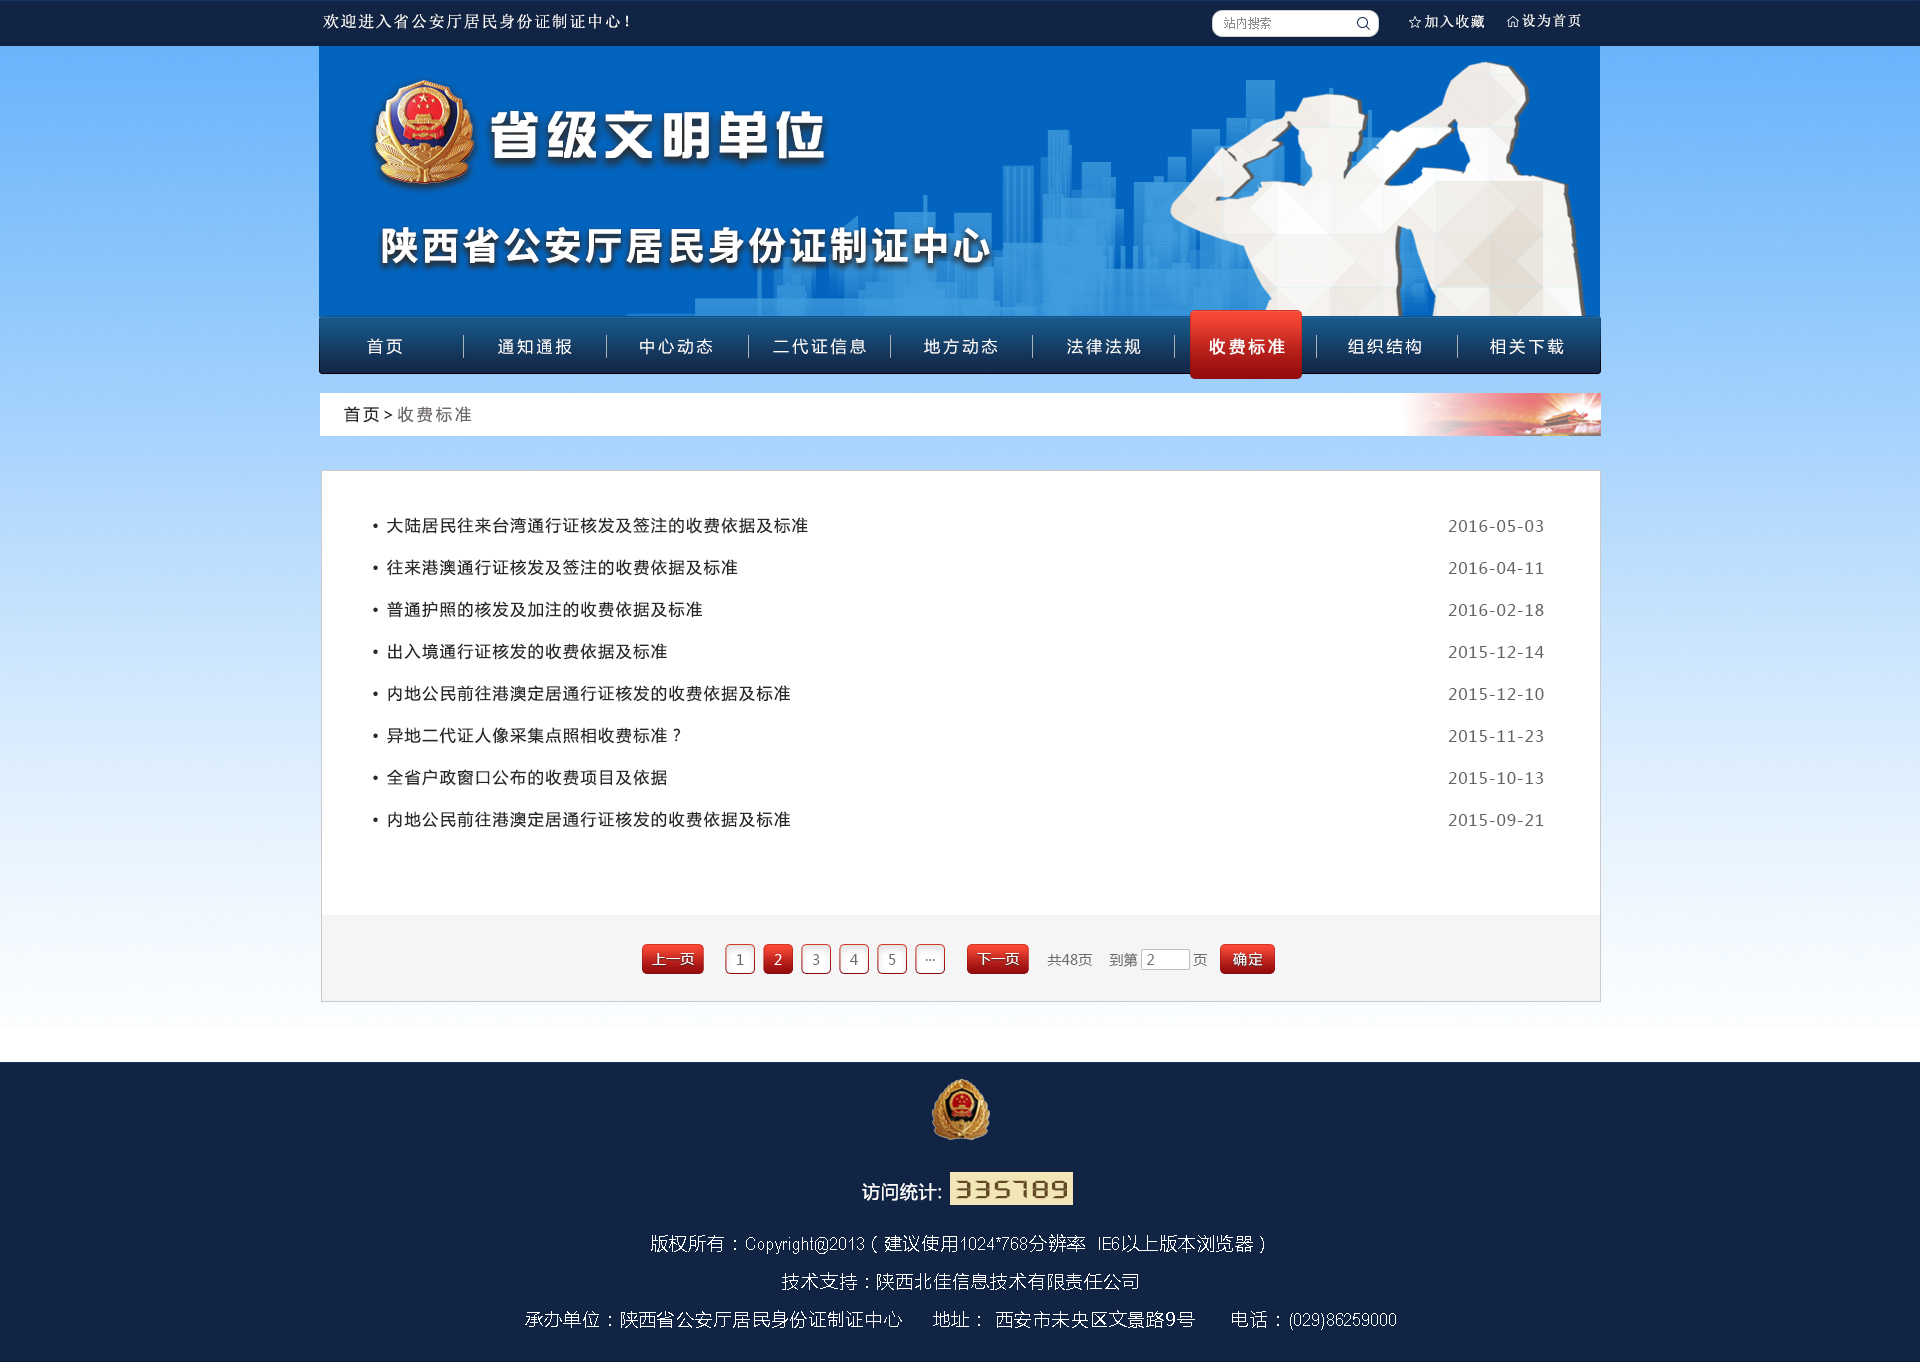 欢迎进入省公安厅居民身份证制证中心！
站内搜索
加入收藏 设为首页
省级文明单位
陕西省公安厅居民身份证制证中心
首页 通知通报 中心动态 二代证信息 地方动态 法律法规 收费标准 组织结构 相关下载
首页>收费标准
• 大陆居民往来台湾通行证核发及签注的收费依据及标准 2016-05-03
• 往来港澳通行证核发及签注的收费依据及标准 2016-04-11
• 普通护照的核发及加注的收费依据及标准 2016-02-18
• 出入境通行证核发的收费依据及标准 2015-12-14
• 内地公民前往港澳定居通行证核发的收费依据及标准 2015-12-10
• 异地二代证人像采集点照相收费标准？ 2015-11-23
• 全省户政窗口公布的收费项目及依据 2015-10-13
• 内地公民前往港澳定居通行证核发的收费依据及标准 2015-09-21
上一页 1 2 3 4 5 ... 下一页 共48页 到第 2 页 确定
访问统计: 335789
版权所有：Copyright@2013（建议使用1024*768分辨率 IE6以上版本浏览器）
技术支持：陕西北佳信息技术有限责任公司
承办单位：陕西省公安厅居民身份证制证中心 地址： 西安市未央区文景路9号 电话：(029)86259000